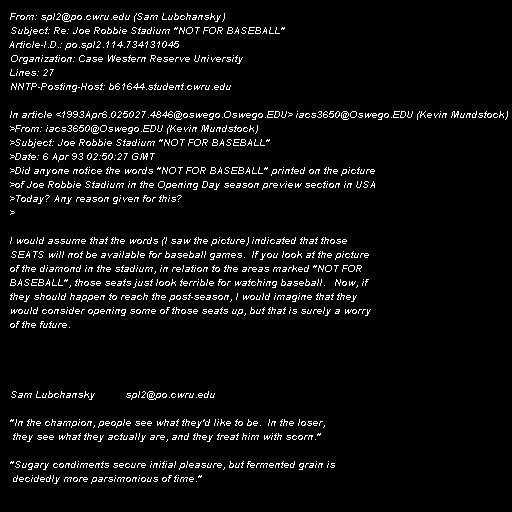 From: spl2@po.cwru.edu (Sam Lubchansky)
Subject: Re: Joe Robbie Stadium "NOT FOR BASEBALL"
Article-I.D.: po.spl2.114.734131045
Organization: Case Western Reserve University
Lines: 27
NNTP-Posting-Host: b61644.student.cwru.edu

In article <1993Apr6.025027.4846@oswego.Oswego.EDU> iacs3650@Oswego.EDU (Kevin Mundstock)
>From: iacs3650@Oswego.EDU (Kevin Mundstock)
>Subject: Joe Robbie Stadium "NOT FOR BASEBALL"
>Date: 6 Apr 93 02:50:27 GMT
>Did anyone notice the words "NOT FOR BASEBALL" printed on the picture
>of Joe Robbie Stadium in the Opening Day season preview section in USA
>Today? Any reason given for this?
>

I would assume that the words (I saw the picture) indicated that those
SEATS will not be available for baseball games.  If you look at the picture
of the diamond in the stadium, in relation to the areas marked "NOT FOR
BASEBALL", those seats just look terrible for watching baseball.   Now, if
they should happen to reach the post-season, I would imagine that they
would consider opening some of those seats up, but that is surely a worry
of the future.

Sam Lubchansky          spl2@po.cwru.edu

"In the champion, people see what they'd like to be.  In the loser,
they see what they actually are, and they treat him with scorn."

"Sugary condiments secure initial pleasure, but fermented grain is
decidedly more parsimonious of time."